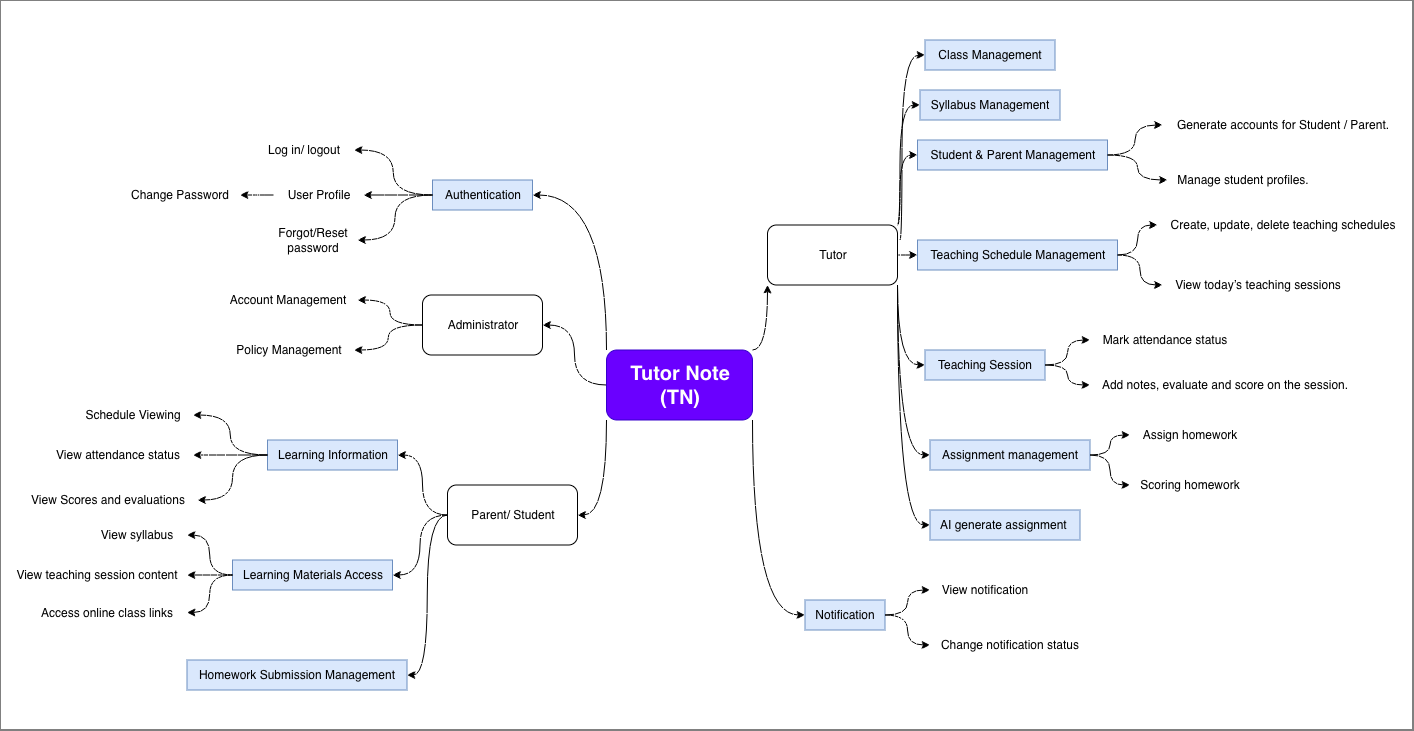 Tutor Note
(TN)
Authentication
Log in/ logout
User Profile
Change Password
Forgot/Reset
password
Administrator
Account Management
Policy Management
Parent/ Student
Learning Information
Schedule Viewing
View attendance status
View Scores and evaluations
Learning Materials Access
View syllabus
View teaching session content
Access online class links
Homework Submission Management
Tutor
Class Management
Syllabus Management
Student & Parent Management
Generate accounts for Student / Parent.
Manage student profiles.
Teaching Schedule Management
Create, update, delete teaching schedules
View today's teaching sessions
Teaching Session
Mark attendance status
Add notes, evaluate and score on the session.
Assignment management
Assign homework
Scoring homework
AI generate assignment
Notification
View notification
Change notification status